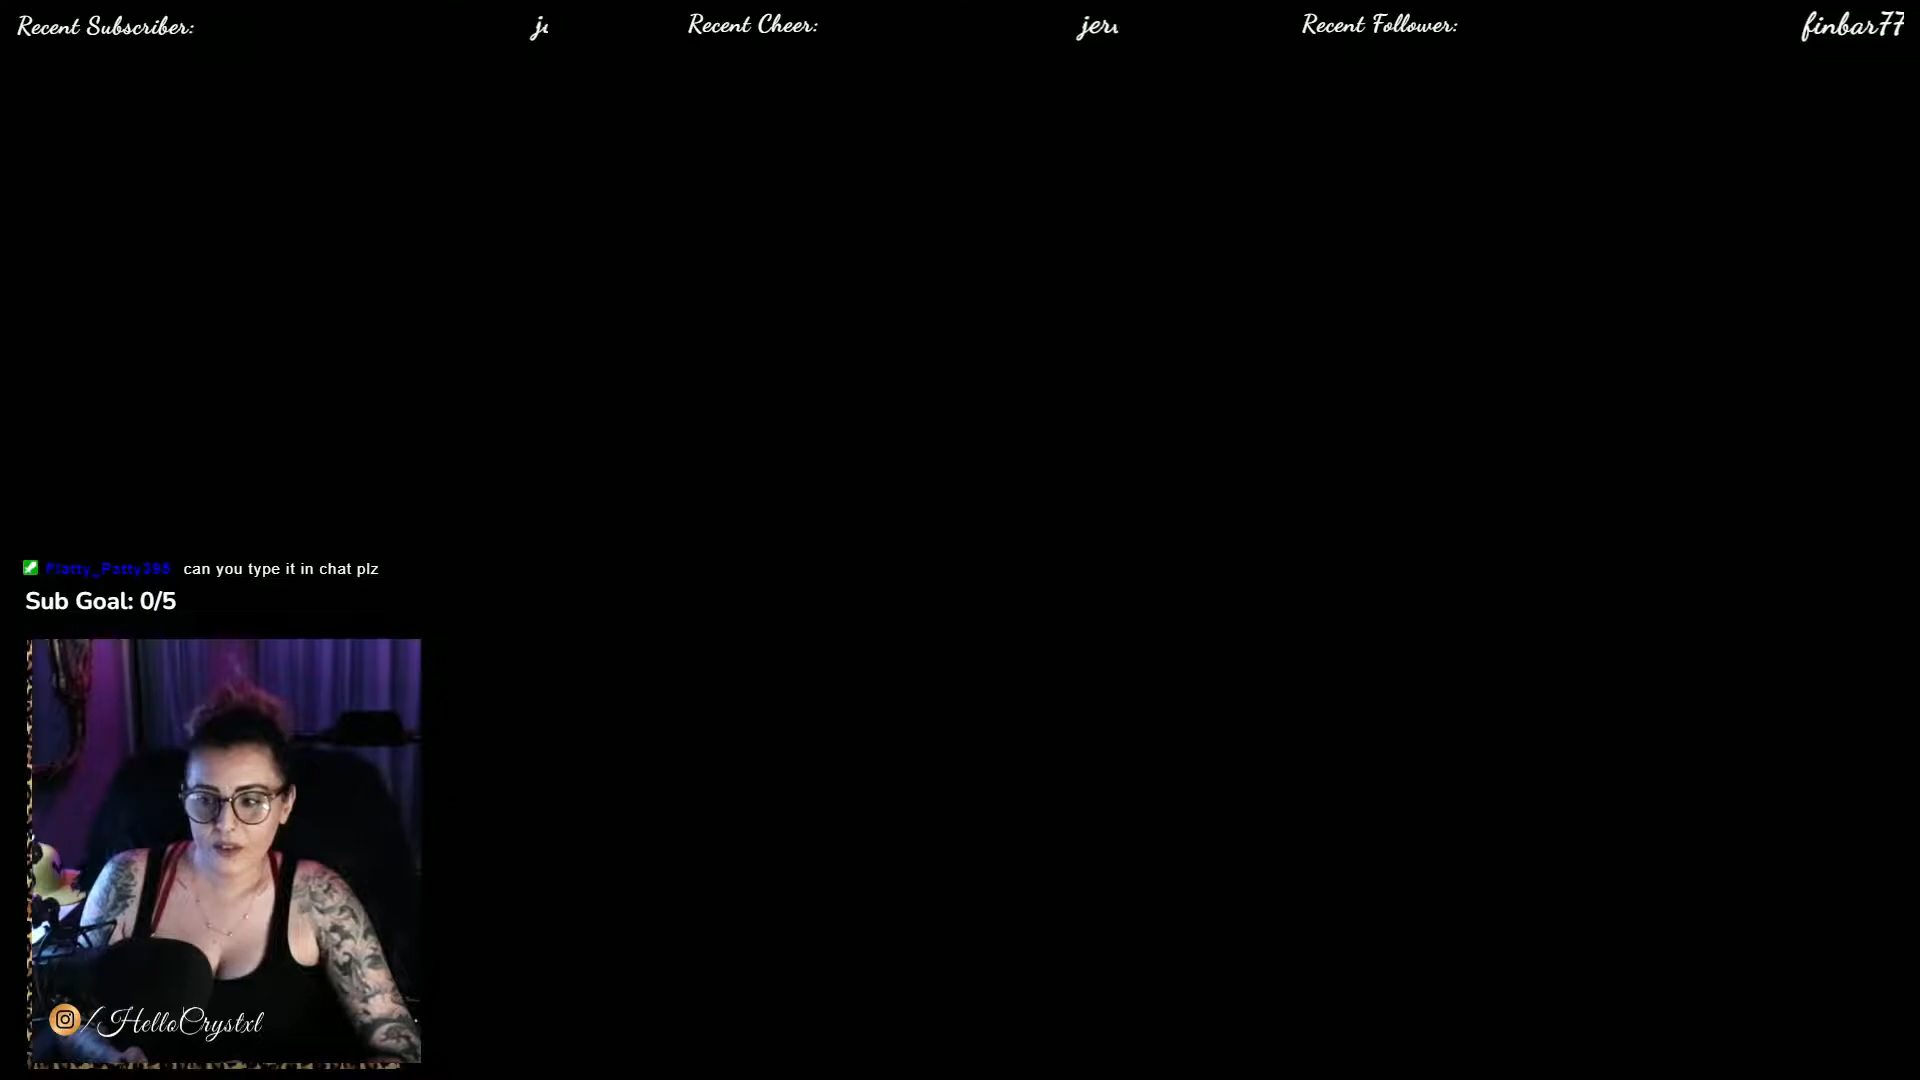 Recent Subscriber:
Recent Cheer:
Recent Follower:
finbar77
Flatty_Patty395 can you type it in chat plz
Sub Goal: 0/5
/HelloCrystxl